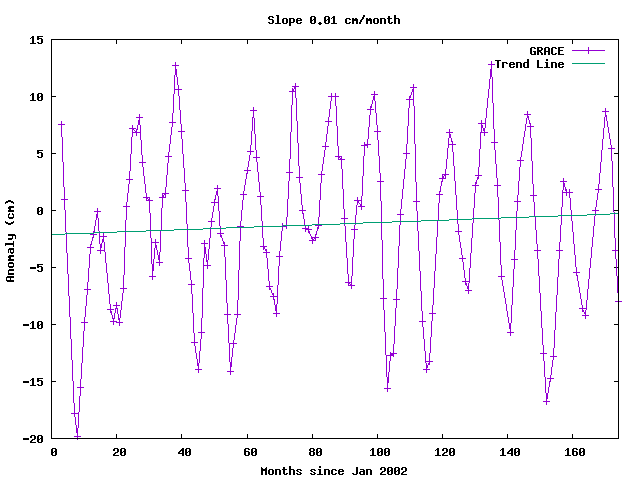 Slope 0.01 cm/month
GRACE
Trend Line
15
10
5
0
-5
-10
-15
-20
Anomaly (cm)
0 20 40 60 80 100 120 140 160
Months since Jan 2002